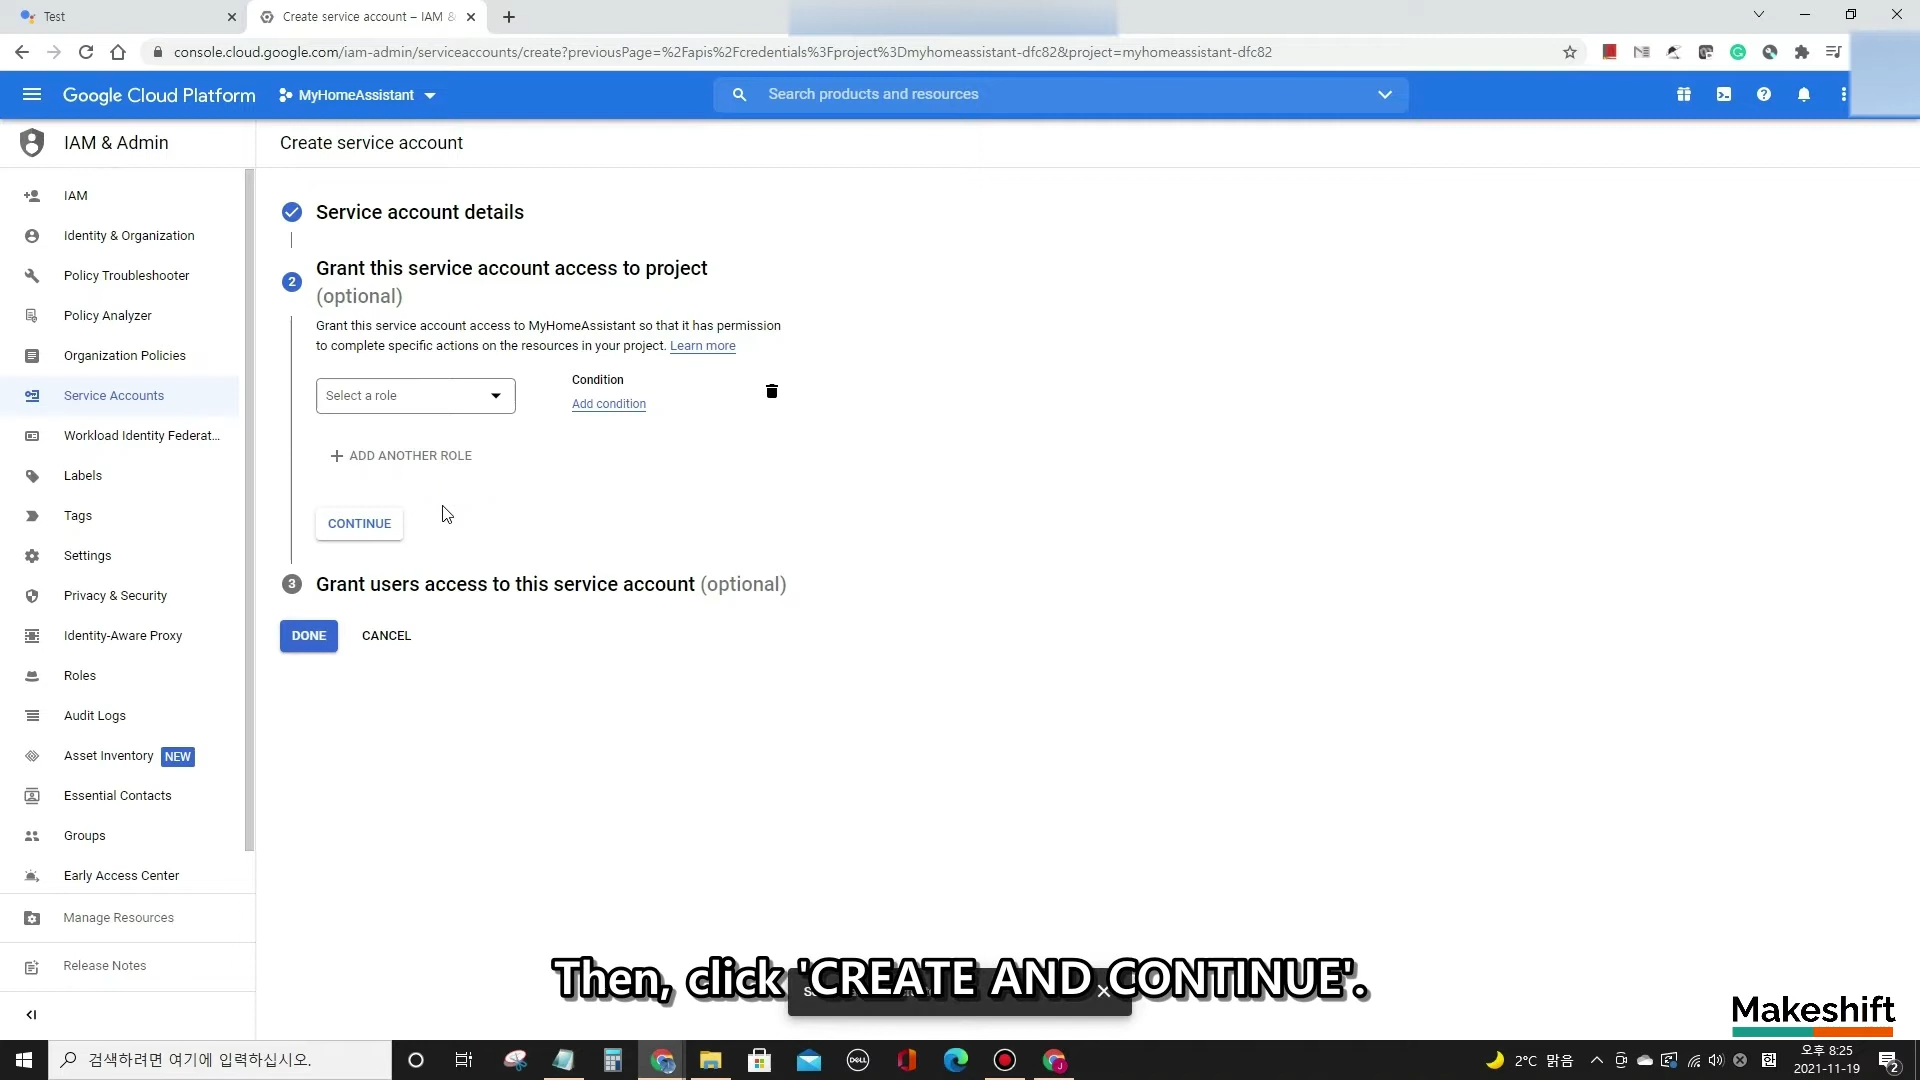 Test
Create service account – IAM &
console.cloud.google.com/iam-admin/serviceaccounts/create?previousPage=%2Fapis%2Fcredentials%3Fproject%3Dmyhomeassistant-dfc82&project=myhomeassistant-dfc82
Google Cloud Platform
MyHomeAssistant
Search products and resources
IAM & Admin
Create service account
IAM
Identity & Organization
Policy Troubleshooter
Policy Analyzer
Organization Policies
Service Accounts
Workload Identity Federat...
Labels
Tags
Settings
Privacy & Security
Identity-Aware Proxy
Roles
Audit Logs
Asset Inventory NEW
Essential Contacts
Groups
Early Access Center
Manage Resources
Release Notes
Service account details
2
Grant this service account access to project
(optional)
Grant this service account access to MyHomeAssistant so that it has permission
to complete specific actions on the resources in your project. Learn more
Select a role
Condition
Add condition
+ ADD ANOTHER ROLE
CONTINUE
3 Grant users access to this service account (optional)
DONE CANCEL
Then, click 'CREATE AND CONTINUE'.
Makeshift
검색하려면 여기에 입력하십시오.
DELL
2°C 맑음
오후 8:25
2021-11-19
2